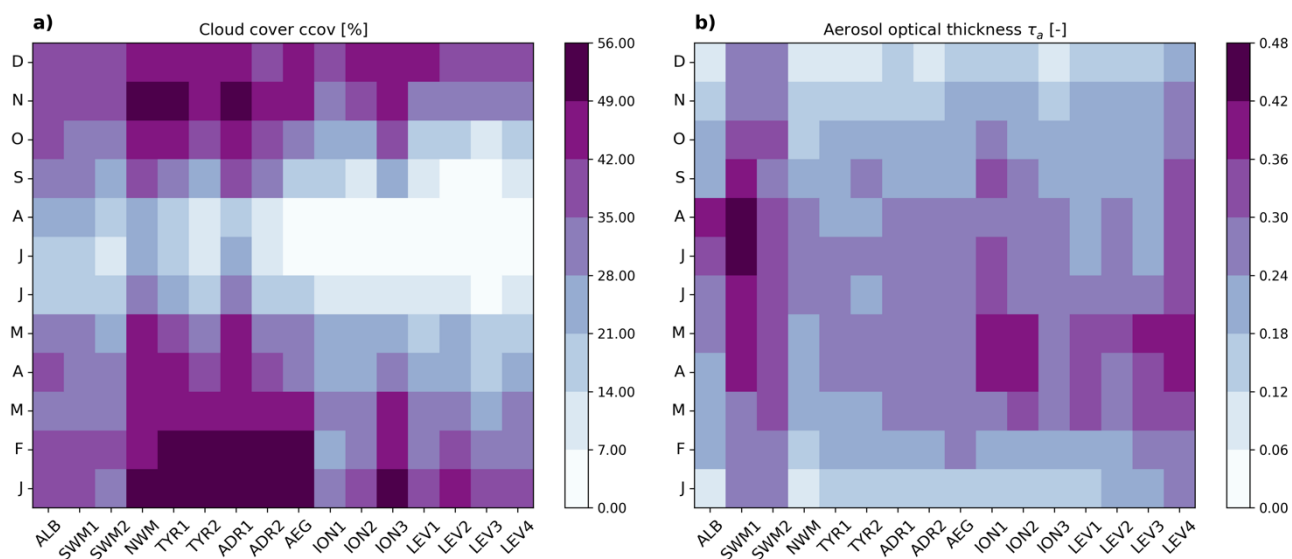 a) Cloud cover ccov [%]
D
N
O
S
A
J
J
M
A
M
F
J
ALB SWM1 SWM2 NWM TYR1 TYR2 ADR1 ADR2 AEG ION1 ION2 ION3 LEV1 LEV2 LEV3 LEV4
56.00
49.00
42.00
35.00
28.00
21.00
14.00
7.00
0.00
b) Aerosol optical thickness τₐ [-]
D
N
O
S
A
J
J
M
A
M
F
J
ALB SWM1 SWM2 NWM TYR1 TYR2 ADR1 ADR2 AEG ION1 ION2 ION3 LEV1 LEV2 LEV3 LEV4
0.48
0.42
0.36
0.30
0.24
0.18
0.12
0.06
0.00